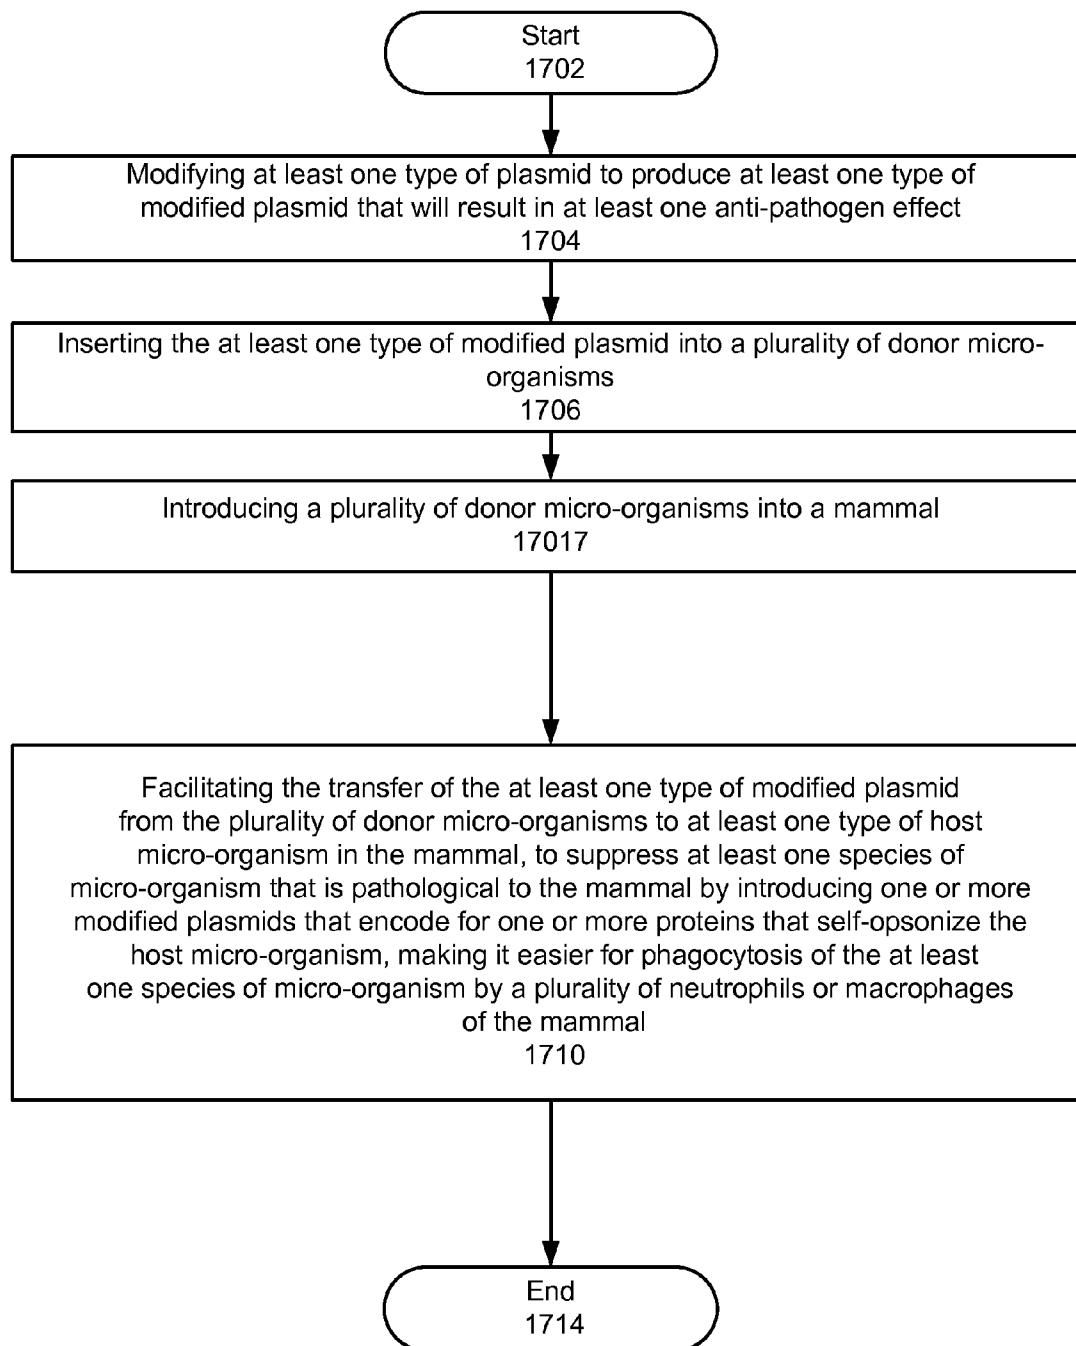 Start
1702
Modifying at least one type of plasmid to produce at least one type of
modified plasmid that will result in at least one anti-pathogen effect
1704
Inserting the at least one type of modified plasmid into a plurality of donor micro-
organisms
1706
Introducing a plurality of donor micro-organisms into a mammal
17017
Facilitating the transfer of the at least one type of modified plasmid
from the plurality of donor micro-organisms to at least one type of host
micro-organism in the mammal, to suppress at least one species of
micro-organism that is pathological to the mammal by introducing one or more
modified plasmids that encode for one or more proteins that self-opsonize the
host micro-organism, making it easier for phagocytosis of the at least
one species of micro-organism by a plurality of neutrophils or macrophages
of the mammal
1710
End
1714